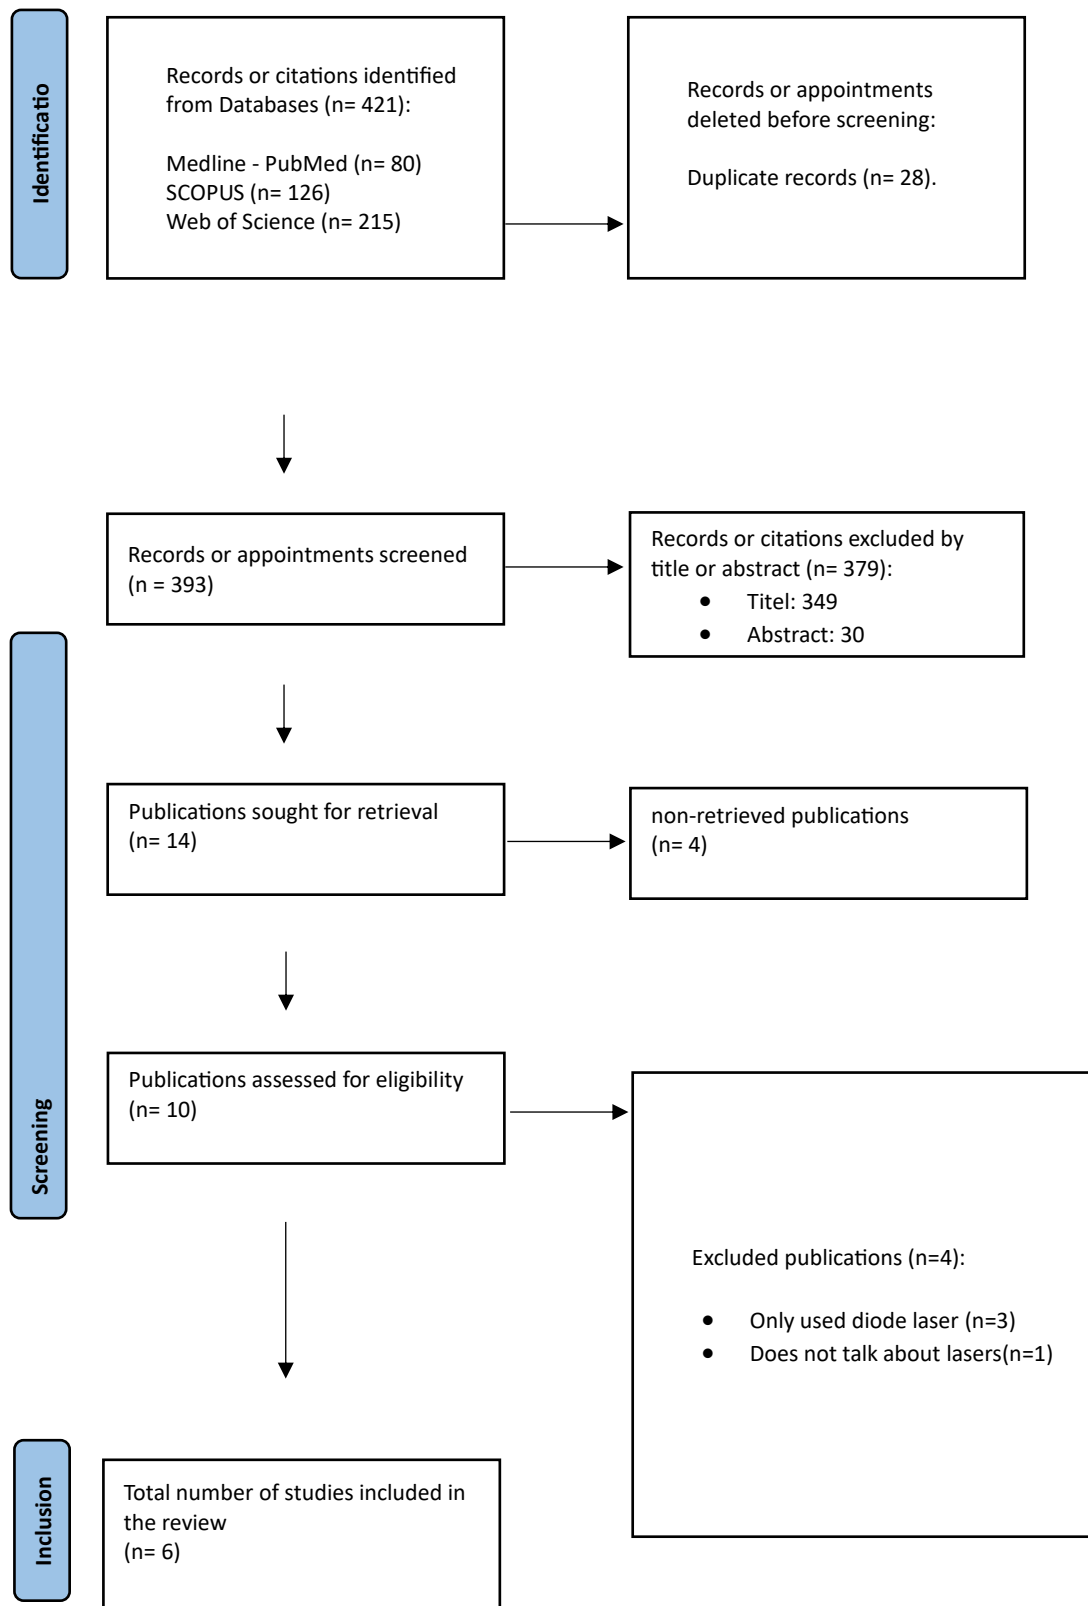 Identificatio
Records or citations identified
from Databases (n= 421):
Medline - PubMed (n= 80)
SCOPUS (n= 126)
Web of Science (n= 215)
Records or appointments
deleted before screening:
Duplicate records (n= 28).
Records or appointments screened
(n = 393)
Records or citations excluded by
title or abstract (n= 379):
• Titel: 349
• Abstract: 30
Screening
Publications sought for retrieval
(n= 14)
non-retrieved publications
(n= 4)
Publications assessed for eligibility
(n= 10)
Excluded publications (n=4):
• Only used diode laser (n=3)
• Does not talk about lasers(n=1)
Inclusion
Total number of studies included in
the review
(n= 6)